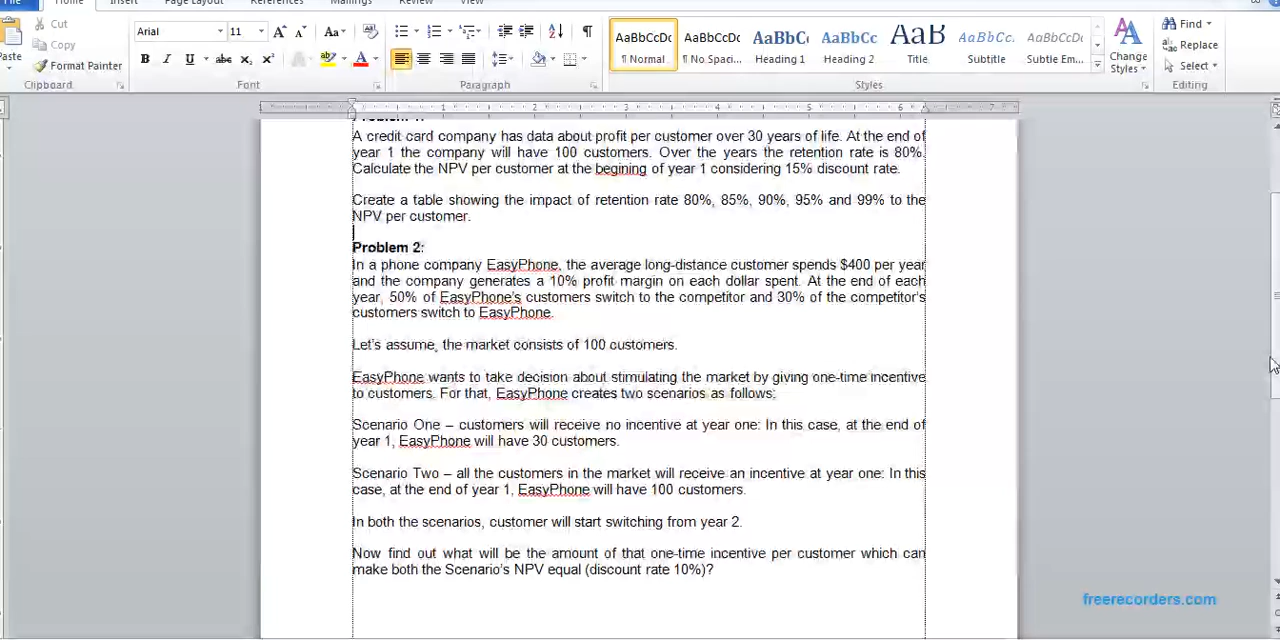 File Home Insert Page Layout References Mailings Review View
Cut
Copy
Paste
Format Painter
Clipboard
Arial 11
Aa
B I U abc x₂ x² A
Font
Paragraph
AaBbCcDc AaBbCcDc AaBbC AaBbCc AaB AaBbCc. AaBbCcDc
¶ Normal ¶ No Spaci... Heading 1 Heading 2 Title Subtitle Subtle Em...
Change
Styles
Styles
Find
Replace
Select
Editing
1 2 3 4 5 6 7
Problem 1:
A credit card company has data about profit per customer over 30 years of life. At the end of
year 1 the company will have 100 customers. Over the years the retention rate is 80%.
Calculate the NPV per customer at the begining of year 1 considering 15% discount rate.
Create a table showing the impact of retention rate 80%, 85%, 90%, 95% and 99% to the
NPV per customer.
Problem 2:
In a phone company EasyPhone, the average long-distance customer spends $400 per year
and the company generates a 10% profit margin on each dollar spent. At the end of each
year, 50% of EasyPhone's customers switch to the competitor and 30% of the competitor's
customers switch to EasyPhone.
Let's assume, the market consists of 100 customers.
EasyPhone wants to take decision about stimulating the market by giving one-time incentive
to customers. For that, EasyPhone creates two scenarios as follows:
Scenario One – customers will receive no incentive at year one: In this case, at the end of
year 1, EasyPhone will have 30 customers.
Scenario Two – all the customers in the market will receive an incentive at year one: In this
case, at the end of year 1, EasyPhone will have 100 customers.
In both the scenarios, customer will start switching from year 2.
Now find out what will be the amount of that one-time incentive per customer which can
make both the Scenario's NPV equal (discount rate 10%)?
freerecorders.com